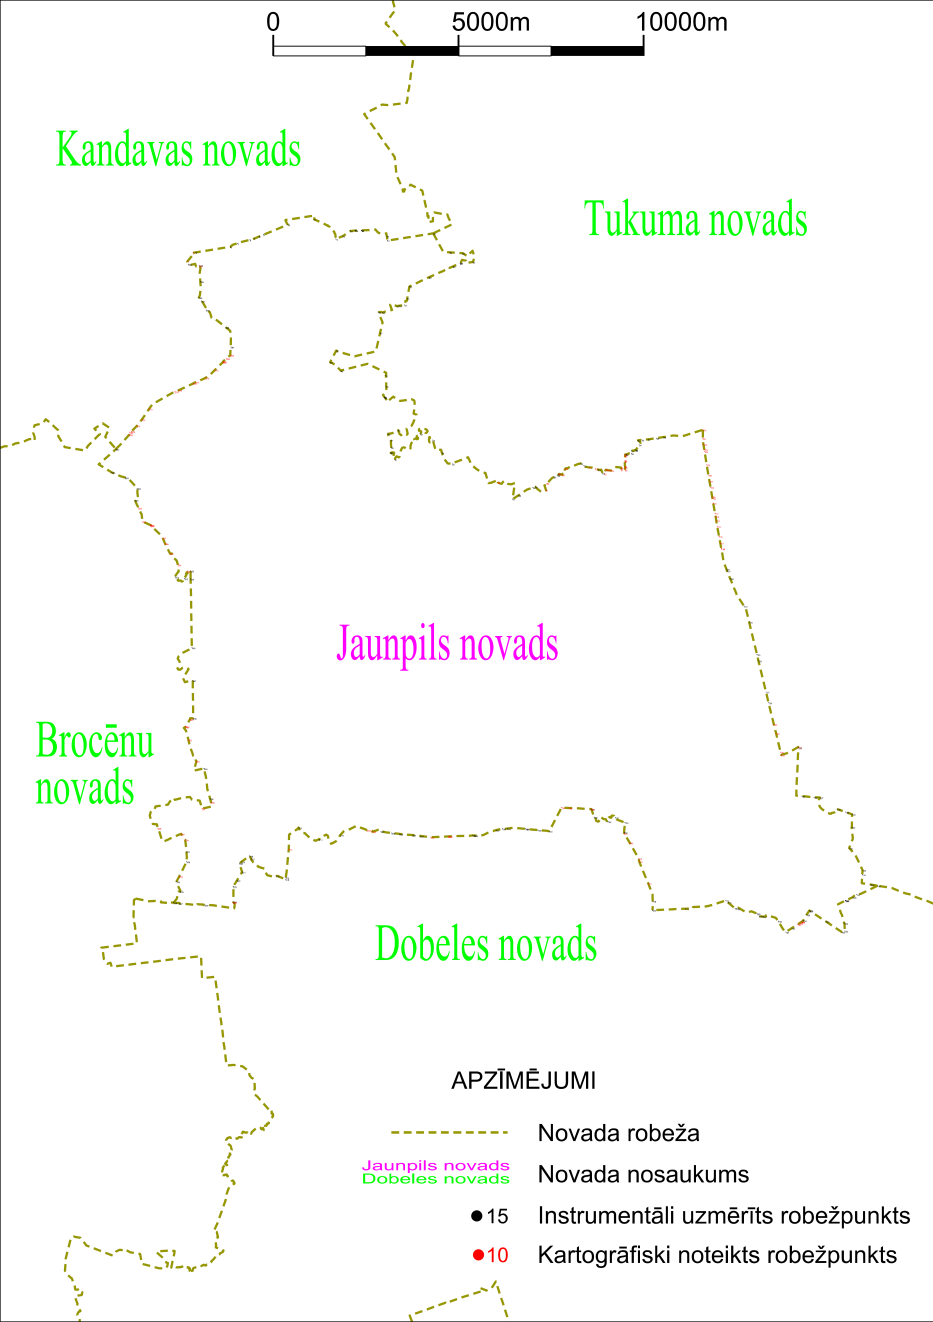 0 5000m 10000m
Kandavas novads
Tukuma novads
Jaunpils novads
Brocēnu
novads
Dobeles novads
APZĪMĒJUMI
Novada robeža
Jaunpils novads
Dobeles novads
Novada nosaukums
15 Instrumentāli uzmērīts robežpunkts
10 Kartogrāfiski noteikts robežpunkts